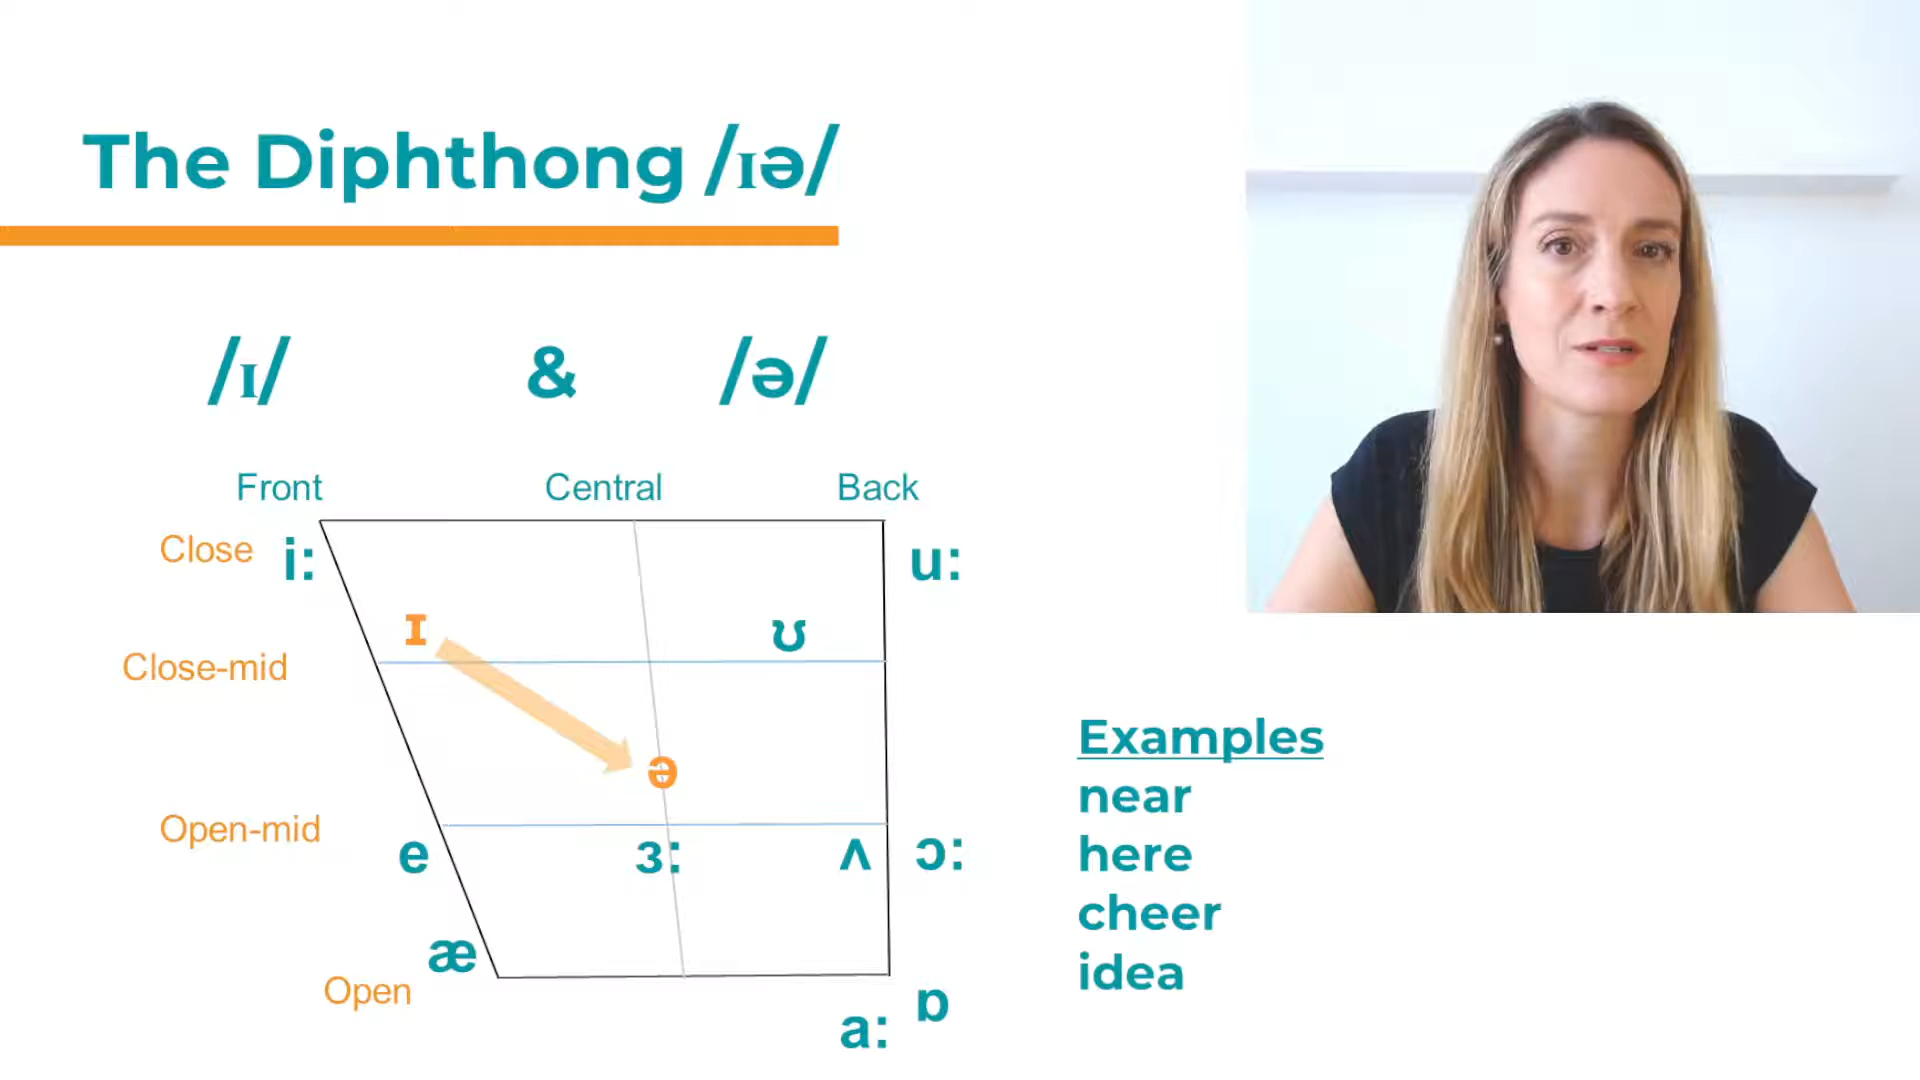 The Diphthong /ɪə/
/ɪ/ & /ə/
Front Central Back
Close i: u:
ɪ ʊ
Close-mid
ə
Open-mid
e ɜ: ʌ ɔ:
æ
Open
a: ɒ
Examples
near
here
cheer
idea